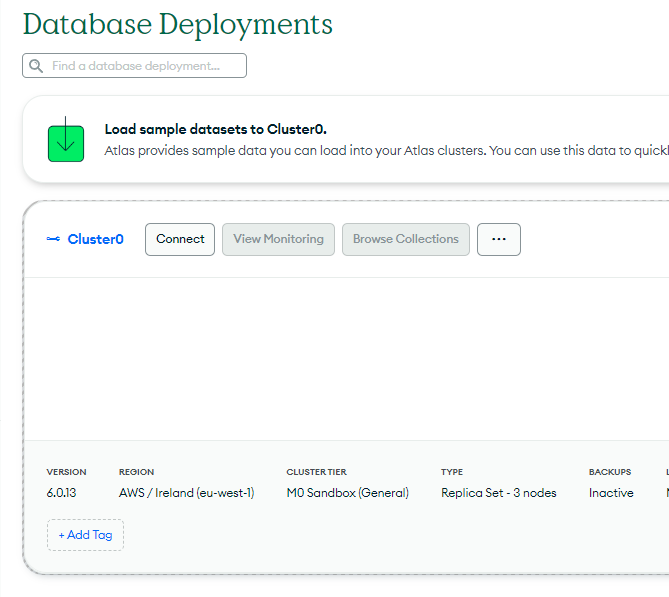 Database Deployments
Find a database deployment...
Load sample datasets to Cluster0.
Atlas provides sample data you can load into your Atlas clusters. You can use this data to
Cluster0
Connect
View Monitoring
Browse Collections
...
VERSION REGION CLUSTER TIER TYPE BACKUPS
6.0.13 AWS / Ireland (eu-west-1) M0 Sandbox (General) Replica Set - 3 nodes Inactive
+ Add Tag